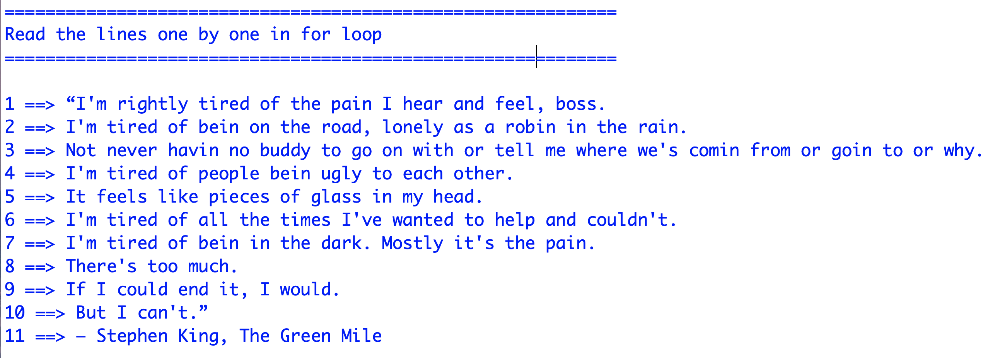 ============================================================
Read the lines one by one in for loop
============================================================
1 ==> “I'm rightly tired of the pain I hear and feel, boss.
2 ==> I'm tired of bein on the road, lonely as a robin in the rain.
3 ==> Not never havin no buddy to go on with or tell me where we's comin from or goin to or why.
4 ==> I'm tired of people bein ugly to each other.
5 ==> It feels like pieces of glass in my head.
6 ==> I'm tired of all the times I've wanted to help and couldn't.
7 ==> I'm tired of bein in the dark. Mostly it's the pain.
8 ==> There's too much.
9 ==> If I could end it, I would.
10 ==> But I can't.”
11 ==> — Stephen King, The Green Mile